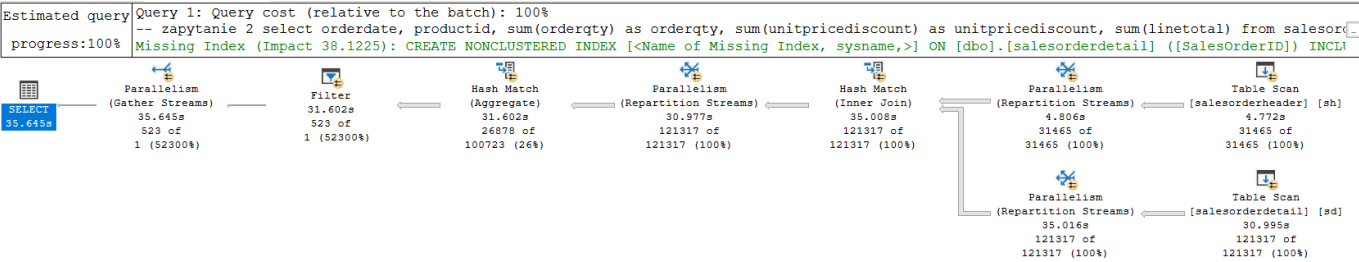 Estimated query
progress:100%
Query 1: Query cost (relative to the batch): 100%
-- zapytanie 2 select orderdate, productid, sum(orderqty) as orderqty, sum(unitpricediscount) as unitpricediscount, sum(linetotal) from salesord
...
Missing Index (Impact 38.1225): CREATE NONCLUSTERED INDEX [<Name of Missing Index, sysname,>] ON [dbo].[salesorderdetail] ([SalesOrderID]) INCLU
SELECT
35.645s
Parallelism
(Gather Streams)
35.645s
523 of
1 (52300%)
Filter
31.602s
523 of
1 (52300%)
Hash Match
(Aggregate)
31.602s
26878 of
100723 (26%)
Parallelism
(Repartition Streams)
30.977s
121317 of
121317 (100%)
Hash Match
(Inner Join)
35.008s
121317 of
121317 (100%)
Parallelism
(Repartition Streams)
4.806s
31465 of
31465 (100%)
Table Scan
[salesorderheader] [sh]
4.772s
31465 of
31465 (100%)
Parallelism
(Repartition Streams)
35.016s
121317 of
121317 (100%)
Table Scan
[salesorderdetail] [sd]
30.995s
121317 of
121317 (100%)